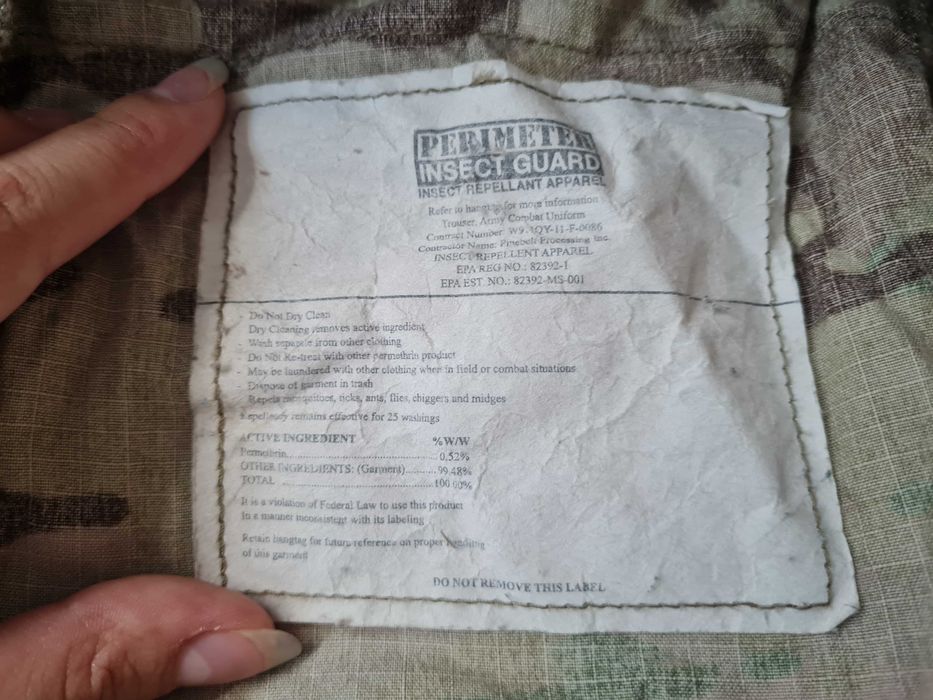 PERIMETER
INSECT GUARD
INSECT REPELLANT APPAREL
Refer to hangtag for more information
Trouser, Army Combat Uniform
Contract Number: W9 1QY-11-F-0086
Contractor Name: Pinebelt Processing Inc.
INSECT REPELLENT APPAREL
EPA REG NO.: 82392-1
EPA EST. NO.: 82392-MS-001
- Do Not Dry Clean
Dry Cleaning removes active ingredient
- Wash separate from other clothing
- Do Not Re-treat with other permethrin product
- May be laundered with other clothing when in field or combat situations
- Dispose of garment in trash
- Repels mosquitoes, ticks, ants, flies, chiggers and midges
Repellency remains effective for 25 washings
ACTIVE INGREDIENT %W/W
Permethrin 0.52%
OTHER INGREDIENTS: (Garment) 99.48%
TOTAL 100.00%
It is a violation of Federal Law to use this product
in a manner inconsistent with its labeling
Retain hangtag for future reference on proper handling
of this garment
DO NOT REMOVE THIS LABEL